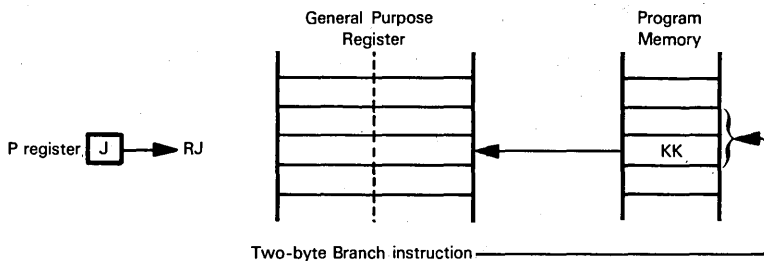 General Purpose
Register
Program
Memory
P register J RJ
KK
Two-byte Branch instruction